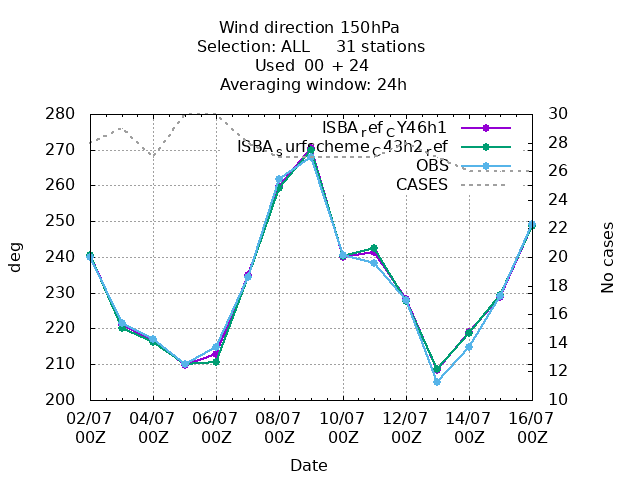 Wind direction 150hPa
Selection: ALL 31 stations
Used 00 + 24
Averaging window: 24h
280 30
270 28
260 26
250 24
240 22
230 20
220 18
210 16
200 14
12
10
deg
No cases
ISBA_ref_CY46h1
ISBA_surfscheme_C43h2_ref
OBS
CASES
02/07 04/07 06/07 08/07 10/07 12/07 14/07 16/07
00Z 00Z 00Z 00Z 00Z 00Z 00Z 00Z
Date